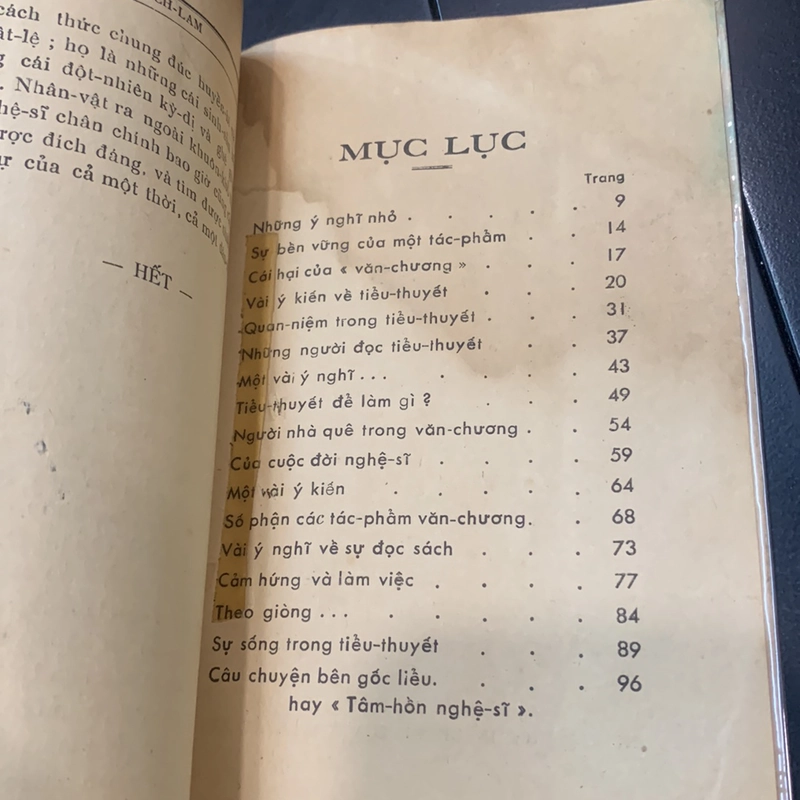 CH-LAM
cách thức chung đúc huyền
ật-lệ ; họ là những cái sinh
g cái đột-nhiên kỳ-dị và
. Nhân-vật ra ngoài khuôn
hệ-sĩ chân chính bao giờ cũng
ược đích đáng, và tìm được
ự của cả một thời, cả một
— HẾT —
MỤC LỤC
Trang
Những ý nghĩ nhỏ . . . . . 9
Sự bền vững của một tác-phẩm . . 14
Cái hại của « văn-chương » . . . 17
Vài ý kiến về tiểu-thuyết . . . 20
Quan-niệm trong tiểu-thuyết . . . 31
Những người đọc tiểu-thuyết . . . 37
Một vài ý nghĩ . . . . . . . 43
Tiểu-thuyết để làm gì ? . . . 49
Người nhà quê trong văn-chương . . 54
Của cuộc đời nghệ-sĩ . . . . 59
Một vài ý kiến . . . . . 64
Số phận các tác-phẩm văn-chương. . 68
Vài ý nghĩ về sự đọc sách . . . 73
Cảm hứng và làm việc . . . . 77
Theo giòng . . . . . . . . 84
Sự sống trong tiểu-thuyết . . . 89
Câu chuyện bên gốc liễu. . . . 96
hay « Tâm-hồn nghệ-sĩ ».